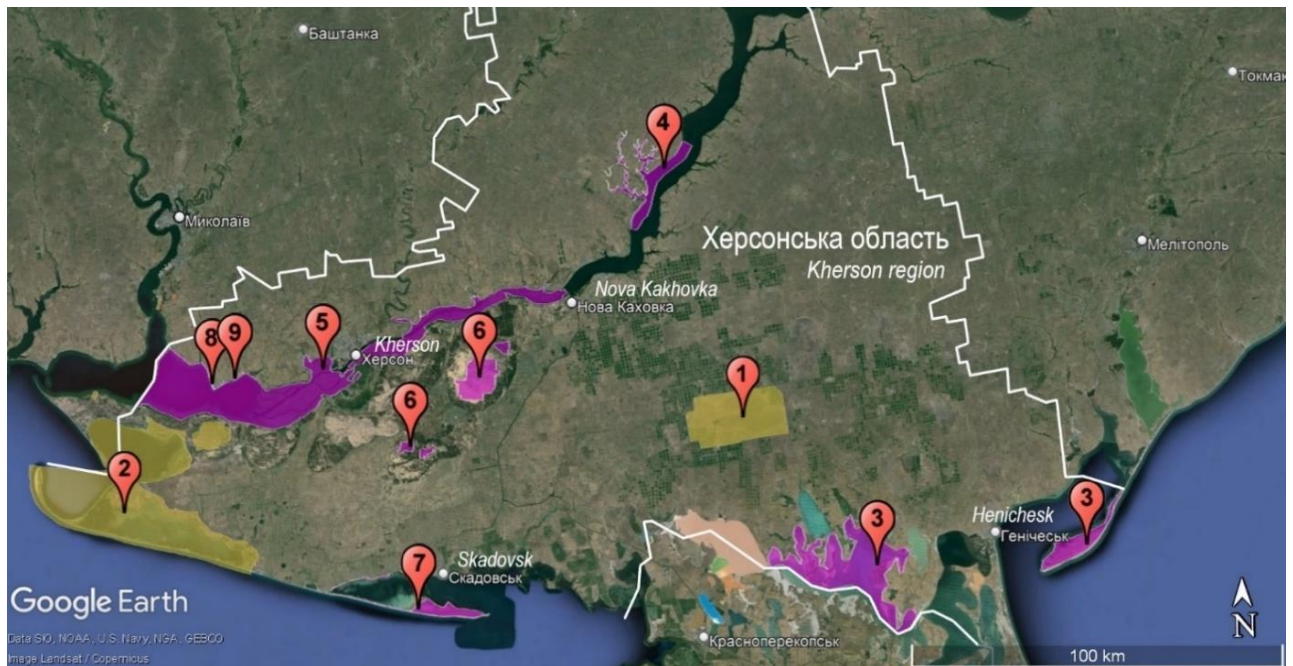 Баштанка
Токмак
4
Миколаїв
Херсонська область
Kherson region
Мелітополь
Nova Kakhovka
Нова Каховка
8
9
5
Kherson
Херсон
6
1
6
2
3
3
Henichesk
Генічеськ
7
Skadovsk
Скадовськ
Google Earth
N
Data SIO, NOAA, U.S. Navy, NGA, GEBCO
Image Landsat / Copernicus
Красноперекопськ
100 km